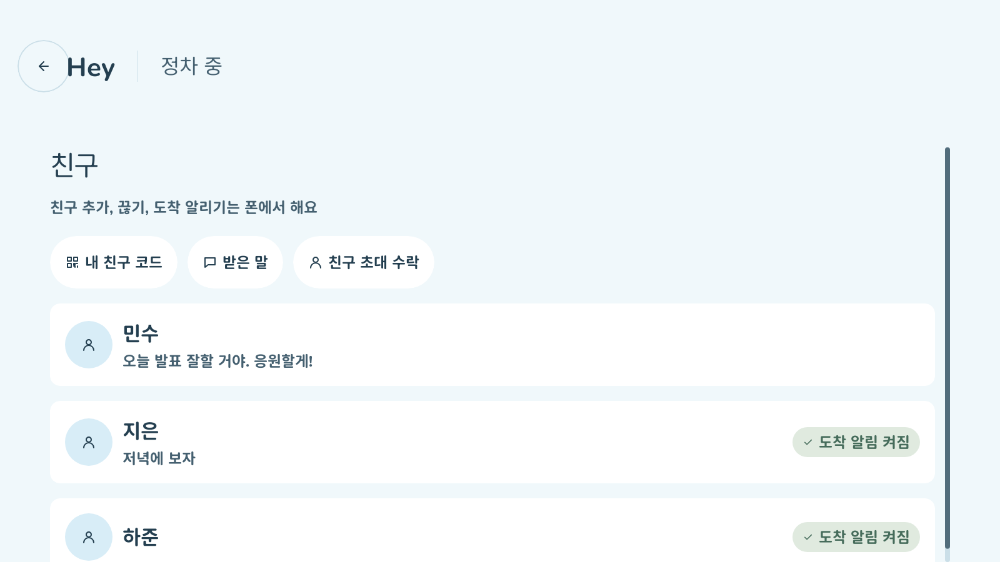 Hey
정차 중
친구
친구 추가, 끊기, 도착 알리기는 폰에서 해요
내 친구 코드
받은 말
친구 초대 수락
민수
오늘 발표 잘할 거야. 응원할게!
지은
저녁에 보자
도착 알림 켜짐
하준
도착 알림 켜짐